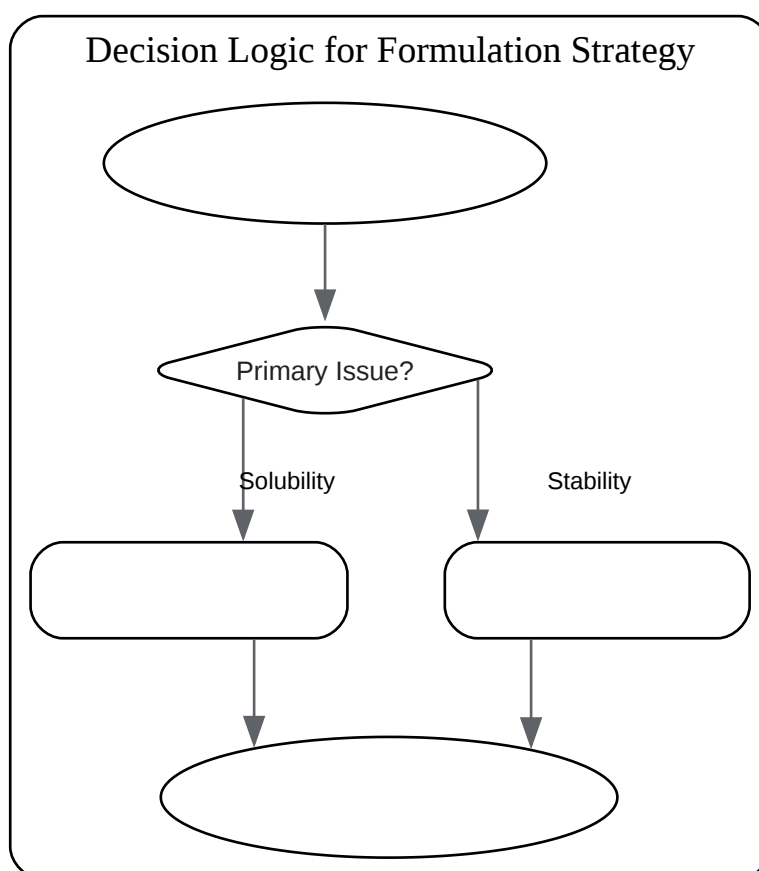 Decision Logic for Formulation Strategy
Primary Issue?
Solubility
Stability